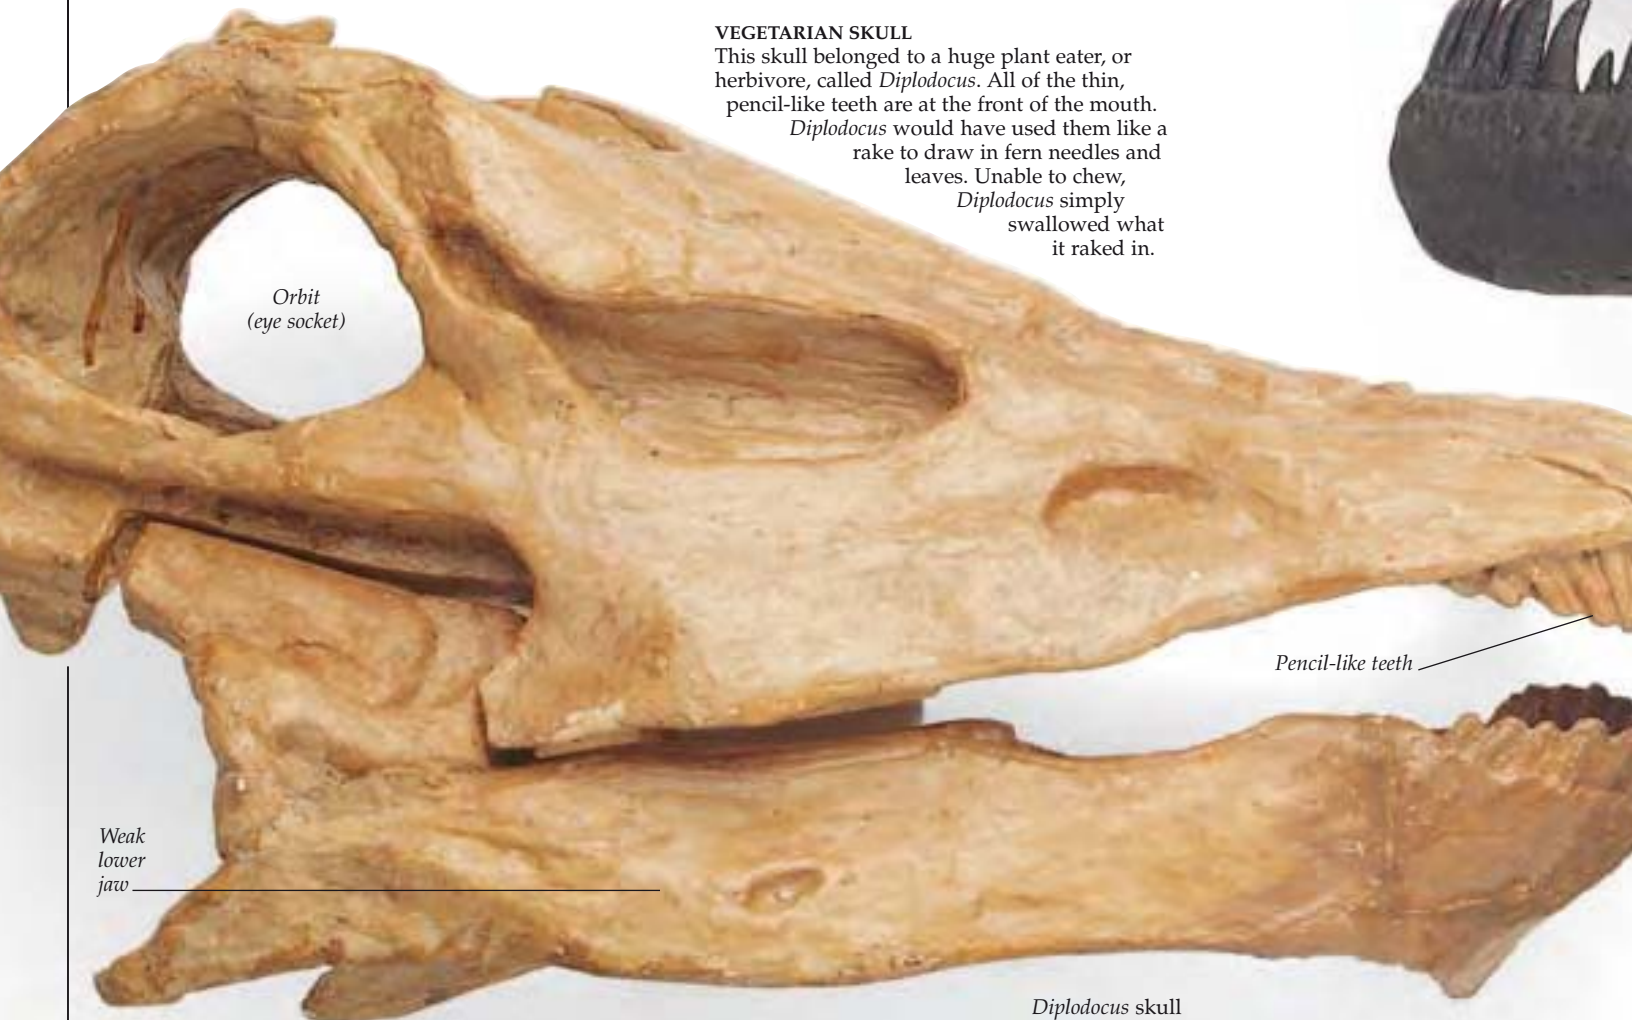 VEGETARIAN SKULL
This skull belonged to a huge plant eater, or
herbivore, called Diplodocus. All of the thin,
pencil-like teeth are at the front of the mouth.
Diplodocus would have used them like a
rake to draw in fern needles and
leaves. Unable to chew,
Diplodocus simply
swallowed what
it raked in.
Orbit
(eye socket)
Pencil-like teeth
Weak
lower
jaw
Diplodocus skull